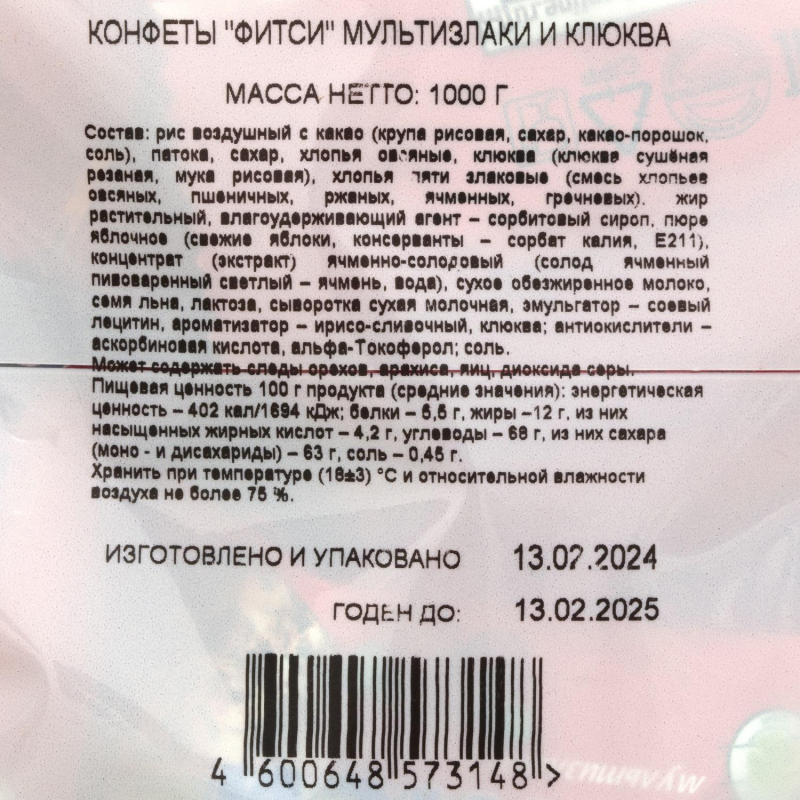 КОНФЕТЫ "ФИТСИ" МУЛЬТИЗЛАКИ И КЛЮКВА
МАССА НЕТТО: 1000 Г
Состав: рис воздушный с какао (крупа рисовая, сахар, какао-порошок,
соль), патока, сахар, хлопья овсяные, клюква (клюква сушёная
резаная, мука рисовая), хлопья пяти злаковые (смесь хлопьев
овсяных, пшеничных, ржаных, ячменных, гречневых), жир
растительный, влагоудерживающий агент – сорбитовый сироп, пюре
яблочное (свежие яблоки, консерванты – сорбат калия, Е211),
концентрат (экстракт) ячменно-солодовый (солод ячменный
пивоваренный светлый – ячмень, вода), сухое обезжиренное молоко,
семя льна, лактоза, сыворотка сухая молочная, эмульгатор – соевый
лецитин, ароматизатор – ирисо-сливочный, клюква; антиокислители –
аскорбиновая кислота, альфа-Токоферол; соль.
Может содержать следы орехов, арахиса, яиц, диоксида серы.
Пищевая ценность 100 г продукта (средние значения): энергетическая
ценность – 402 кал/1694 кДж; белки – 5,5 г, жиры –12 г, из них
насыщенных жирных кислот – 4,2 г, углеводы – 68 г, из них сахара
(моно - и дисахариды) – 63 г, соль – 0,45 г.
Хранить при температуре (18±3) °С и относительной влажности
воздуха не более 75 %.
ИЗГОТОВЛЕНО И УПАКОВАНО 13.02.2024
ГОДЕН ДО: 13.02.2025
4 600648 573148 >